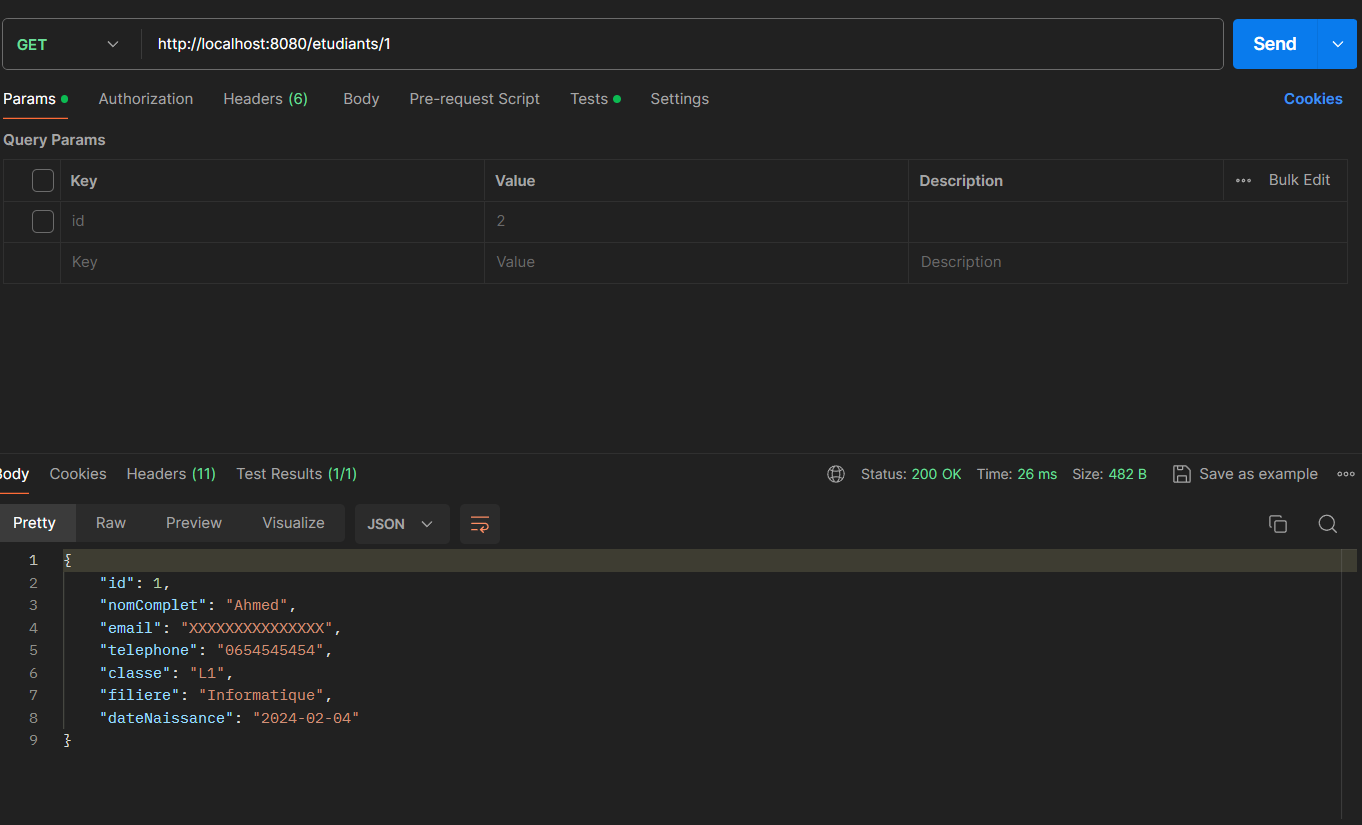 GET http://localhost:8080/etudiants/1 Send
Params Authorization Headers (6) Body Pre-request Script Tests Settings Cookies
Query Params
Key Value Description Bulk Edit
id 2
Key Value Description
Body Cookies Headers (11) Test Results (1/1) Status: 200 OK Time: 26 ms Size: 482 B Save as example
Pretty Raw Preview Visualize JSON
1 {
2 "id": 1,
3 "nomComplet": "Ahmed",
4 "email": "XXXXXXXXXXXXXXX",
5 "telephone": "0654545454",
6 "classe": "L1",
7 "filiere": "Informatique",
8 "dateNaissance": "2024-02-04"
9 }